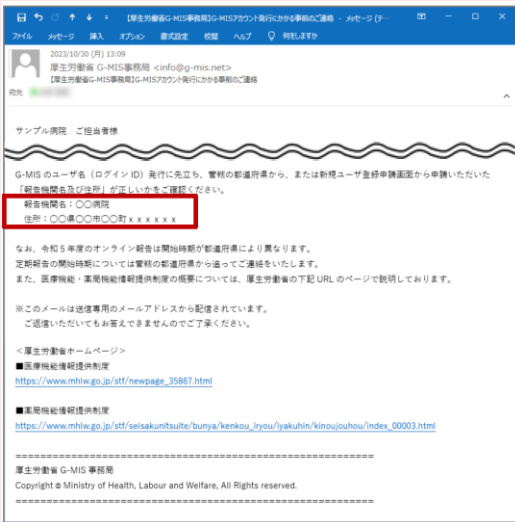 【厚生労働省G-MIS事務局】G-MISアカウント発行にかかる事前のご連絡 - メッセージ (テ…
ファイル メッセージ 挿入 オプション 書式設定 校閲 ヘルプ 何をしますか
2023/10/30 (月) 13:09
厚生労働省 G-MIS事務局 <info@g-mis.net>
【厚生労働省G-MIS事務局】G-MISアカウント発行にかかる事前のご連絡
宛先
サンプル病院　ご担当者様
G-MIS のユーザ名（ログイン ID）発行に先立ち、管轄の都道府県から、または新規ユーザ登録申請画面から申請いただいた
「報告機関名及び住所」が正しいかをご確認ください。
報告機関名：〇〇病院
住所：〇〇県〇〇市〇〇町ｘｘｘｘｘｘ
なお、令和５年度のオンライン報告は開始時期が都道府県により異なります。
定期報告の開始時期については管轄の都道府県から追ってご連絡をいたします。
また、医療機能・薬局機能情報提供制度の概要については、厚生労働省の下記 URL のページで説明しております。
※このメールは送信専用のメールアドレスから配信されています。
ご返信いただいてもお答えできませんのでご了承ください。
＜厚生労働省ホームページ＞
■医療機能情報提供制度
https://www.mhlw.go.jp/stf/newpage_35867.html
■薬局機能情報提供制度
https://www.mhlw.go.jp/stf/seisakunitsuite/bunya/kenkou_iryou/iyakuhin/kinoujouhou/index_00003.html
================================================================
厚生労働省 G-MIS 事務局
Copyright © Ministry of Health, Labour and Welfare, All Rights reserved.
================================================================